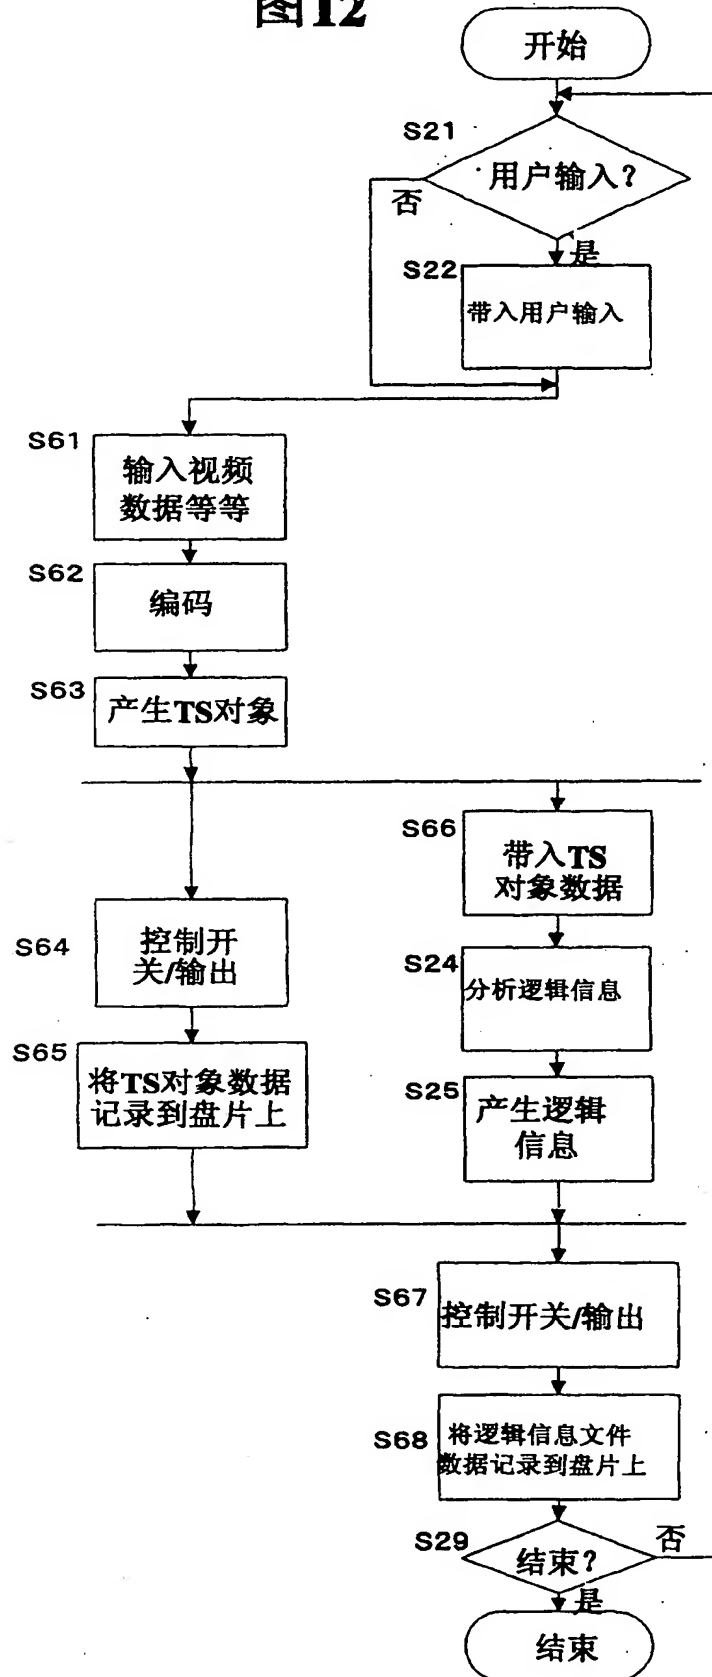 图12
开始
S21
用户输入?
否
是
S22
带入用户输入
S61
输入视频
数据等等
S62
编码
S63
产生TS对象
S66
带入TS
对象数据
S64
控制开
关/输出
S24
分析逻辑信息
S65
将TS对象数据
记录到盘片上
S25
产生逻辑
信息
S67
控制开关/输出
S68
将逻辑信息文件
数据记录到盘片上
S29
结束?
否
是
结束